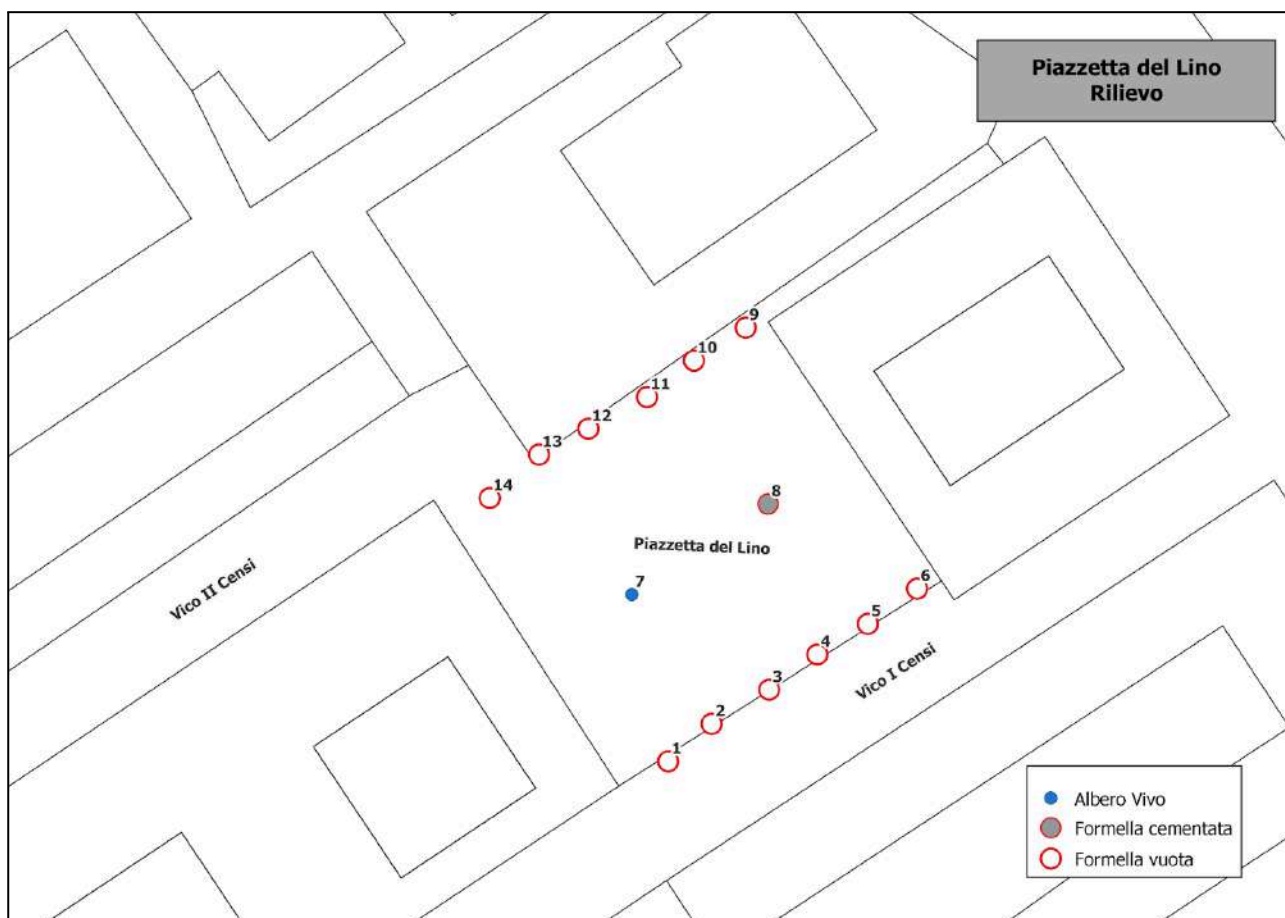 Piazzetta del Lino
Rilievo
9
10
11
12
13
14
8
Piazzetta del Lino
7
6
Vico II Censi
5
4
Vico I Censi
3
2
1
Albero Vivo
Formella cementata
Formella vuota